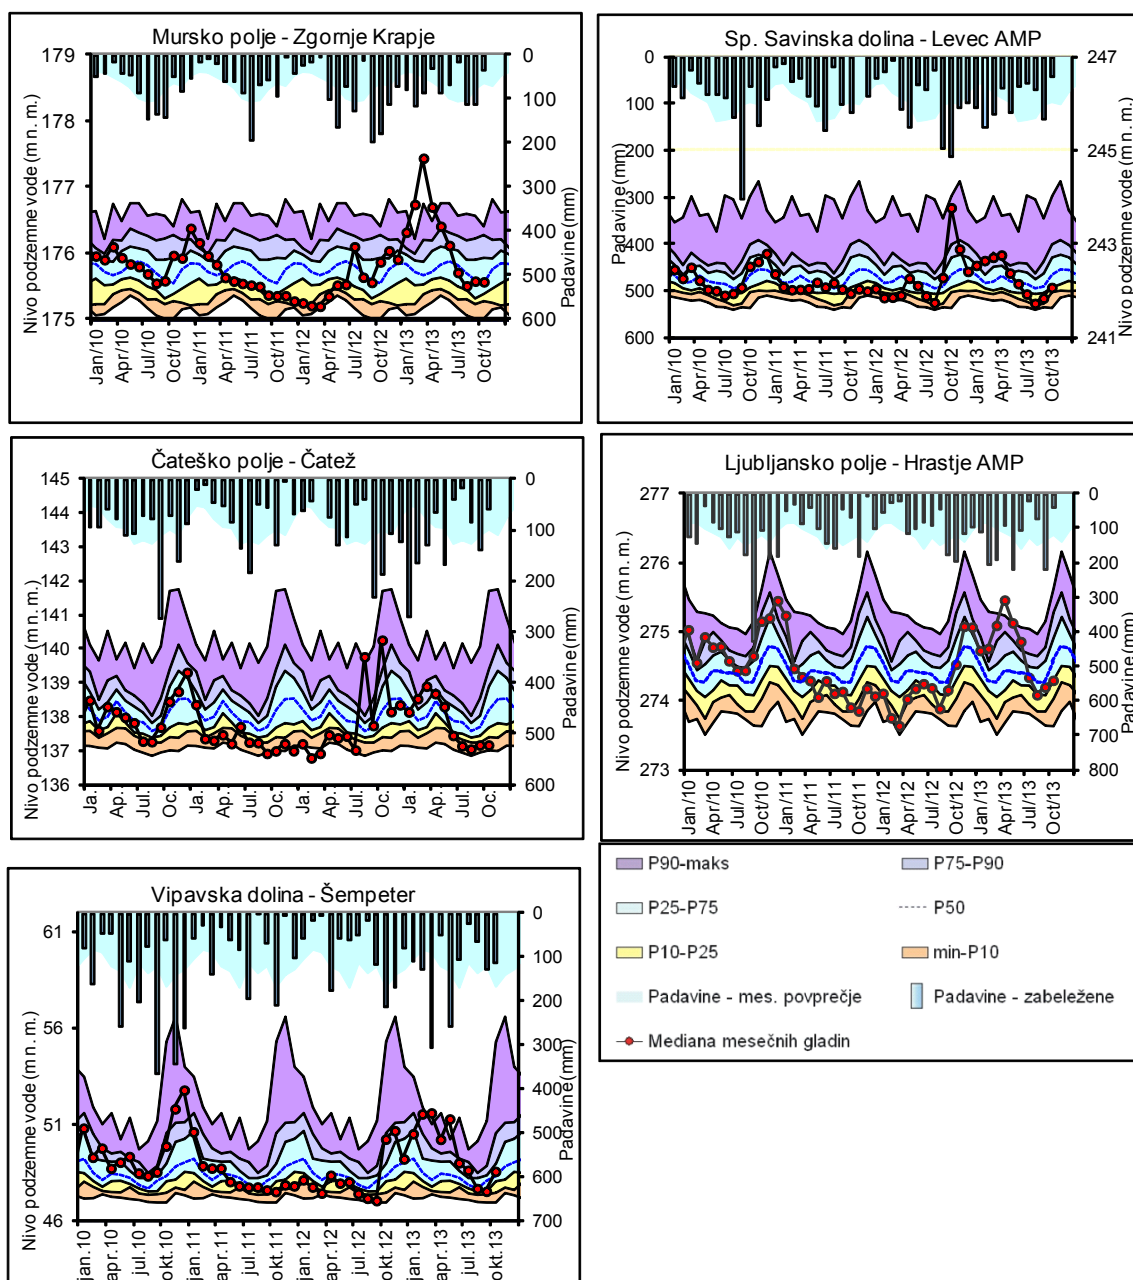 Mursko polje - Zgornje Krapje
Nivo podzemne vode (m n. m.)
179
178
177
176
175
0
100
200
300
400
500
600
Padavine (mm)
Jan/10
Apr/10
Jul/10
Oct/10
Jan/11
Apr/11
Jul/11
Oct/11
Jan/12
Apr/12
Jul/12
Oct/12
Jan/13
Apr/13
Jul/13
Oct/13
Sp. Savinska dolina - Levec AMP
Padavine (mm)
0
100
200
300
400
500
600
247
245
243
241
Nivo podzemne vode (m n. m.)
Jan/10
Apr/10
Jul/10
Oct/10
Jan/11
Apr/11
Jul/11
Oct/11
Jan/12
Apr/12
Jul/12
Oct/12
Jan/13
Apr/13
Jul/13
Oct/13
Čateško polje - Čatež
Nivo podzemne vode (m n. m.)
145
144
143
142
141
140
139
138
137
136
0
100
200
300
400
500
600
Padavine (mm)
Ja.
Ap.
Jul.
Oc.
Ja.
Ap.
Jul.
Oc.
Ja.
Ap.
Jul.
Oc.
Ja.
Ap.
Jul.
Oc.
Ljubljansko polje - Hrastje AMP
Nivo podzemne vode (m n. m.)
277
276
275
274
273
0
100
200
300
400
500
600
700
800
Padavine (mm)
Jan/10
Apr/10
Jul/10
Oct/10
Jan/11
Apr/11
Jul/11
Oct/11
Jan/12
Apr/12
Jul/12
Oct/12
Jan/13
Apr/13
Jul/13
Oct/13
Vipavska dolina - Šempeter
Nivo podzemne vode (m n. m.)
61
56
51
46
0
100
200
300
400
500
600
700
Padavine (mm)
jan.10
apr.10
jul.10
okt.10
jan.11
apr.11
jul.11
okt.11
jan.12
apr.12
jul.12
okt.12
jan.13
apr.13
jul.13
okt.13
P90-maks
P75-P90
P25-P75
P50
P10-P25
min-P10
Padavine - mes. povprečje
Padavine - zabeležene
Mediana mesečnih gladin